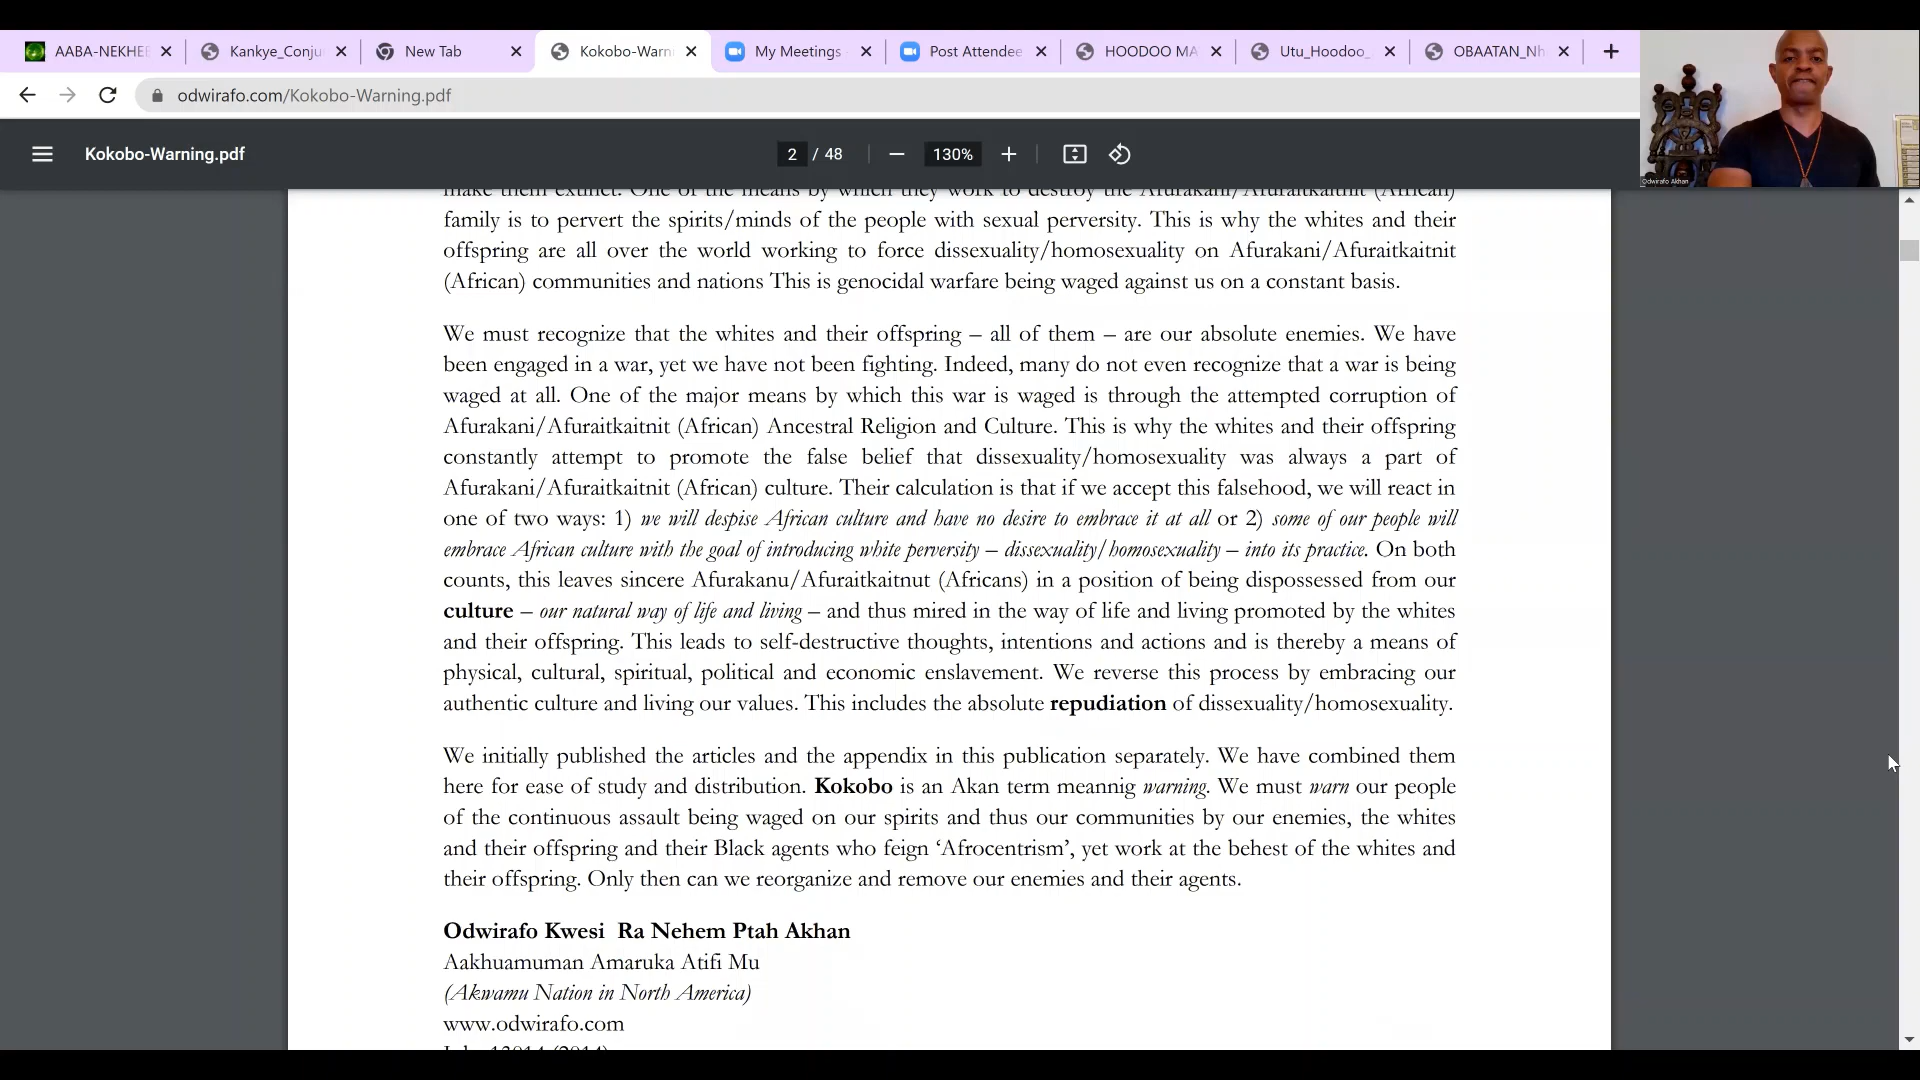 AABA-NEKHEB
Kankye_Conju
New Tab
Kokobo-Warn
My Meetings
Post Attendee
HOODOO MA
Utu_Hoodoo_
OBAATAN_Nh
odwirafo.com/Kokobo-Warning.pdf
Kokobo-Warning.pdf
2 / 48
130%
Odwirafo Akhan
make them extinct. One of the means by which they work to destroy the Afurakani/Afuraitkaitnit (African)
family is to pervert the spirits/minds of the people with sexual perversity. This is why the whites and their
offspring are all over the world working to force dissexuality/homosexuality on Afurakani/Afuraitkaitnit
(African) communities and nations This is genocidal warfare being waged against us on a constant basis.
We must recognize that the whites and their offspring – all of them – are our absolute enemies. We have
been engaged in a war, yet we have not been fighting. Indeed, many do not even recognize that a war is being
waged at all. One of the major means by which this war is waged is through the attempted corruption of
Afurakani/Afuraitkaitnit (African) Ancestral Religion and Culture. This is why the whites and their offspring
constantly attempt to promote the false belief that dissexuality/homosexuality was always a part of
Afurakani/Afuraitkaitnit (African) culture. Their calculation is that if we accept this falsehood, we will react in
one of two ways: 1) we will despise African culture and have no desire to embrace it at all or 2) some of our people will
embrace African culture with the goal of introducing white perversity – dissexuality/homosexuality – into its practice. On both
counts, this leaves sincere Afurakanu/Afuraitkaitnut (Africans) in a position of being dispossessed from our
culture – our natural way of life and living – and thus mired in the way of life and living promoted by the whites
and their offspring. This leads to self-destructive thoughts, intentions and actions and is thereby a means of
physical, cultural, spiritual, political and economic enslavement. We reverse this process by embracing our
authentic culture and living our values. This includes the absolute repudiation of dissexuality/homosexuality.
We initially published the articles and the appendix in this publication separately. We have combined them
here for ease of study and distribution. Kokobo is an Akan term meannig warning. We must warn our people
of the continuous assault being waged on our spirits and thus our communities by our enemies, the whites
and their offspring and their Black agents who feign ‘Afrocentrism’, yet work at the behest of the whites and
their offspring. Only then can we reorganize and remove our enemies and their agents.
Odwirafo Kwesi Ra Nehem Ptah Akhan
Aakhuamuman Amaruka Atifi Mu
(Akwamu Nation in North America)
www.odwirafo.com